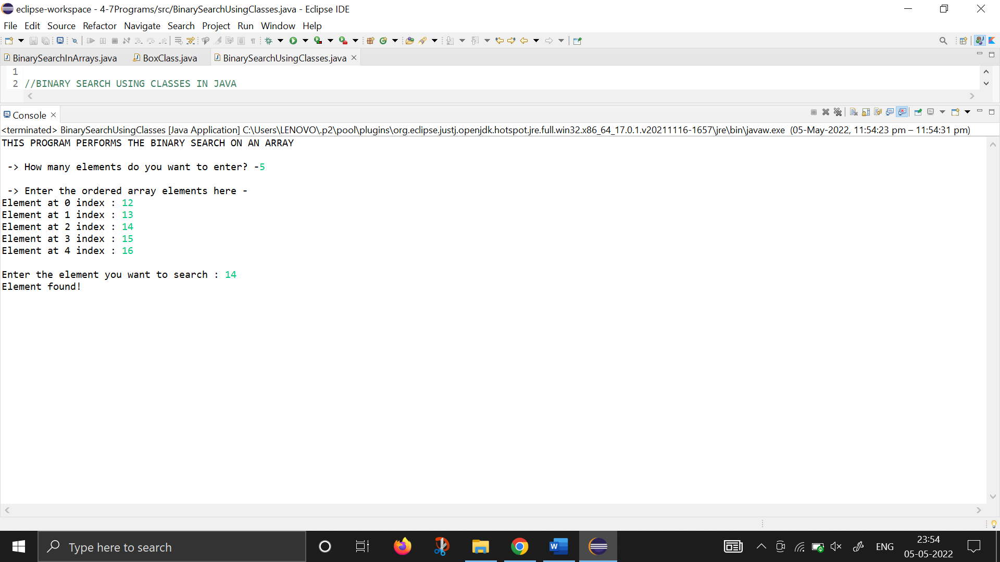 eclipse-workspace - 4-7Programs/src/BinarySearchUsingClasses.java - Eclipse IDE
File Edit Source Refactor Navigate Search Project Run Window Help
BinarySearchInArrays.java BoxClass.java BinarySearchUsingClasses.java
1
2 //BINARY SEARCH USING CLASSES IN JAVA
Console
<terminated> BinarySearchUsingClasses [Java Application] C:\Users\LENOVO\.p2\pool\plugins\org.eclipse.justj.openjdk.hotspot.jre.full.win32.x86_64_17.0.1.v20211116-1657\jre\bin\javaw.exe (05-May-2022, 11:54:23 pm – 11:54:31 pm)
THIS PROGRAM PERFORMS THE BINARY SEARCH ON AN ARRAY
-> How many elements do you want to enter? -5
-> Enter the ordered array elements here -
Element at 0 index : 12
Element at 1 index : 13
Element at 2 index : 14
Element at 3 index : 15
Element at 4 index : 16
Enter the element you want to search : 14
Element found!
Type here to search
W
ENG
23:54
05-05-2022